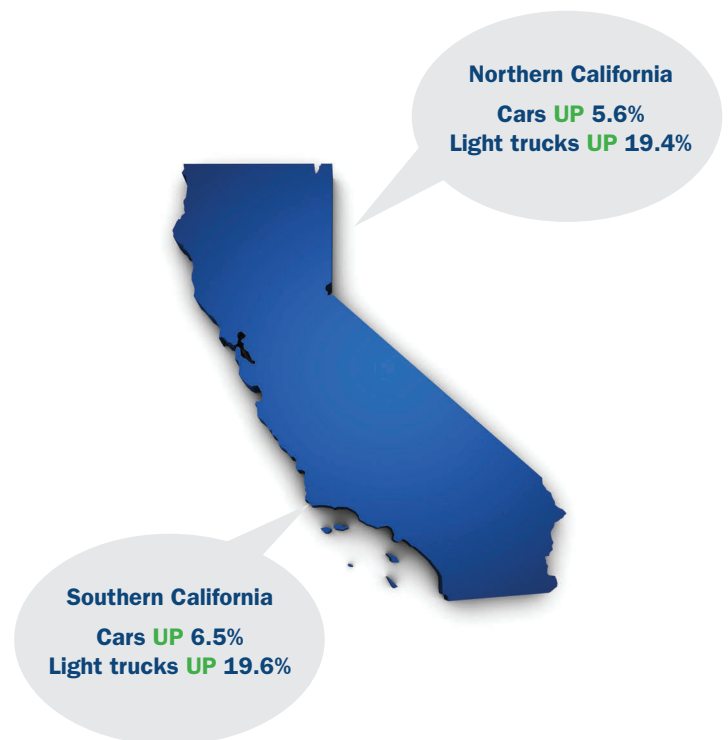 Northern California
Cars UP 5.6%
Light trucks UP 19.4%
Southern California
Cars UP 6.5%
Light trucks UP 19.6%